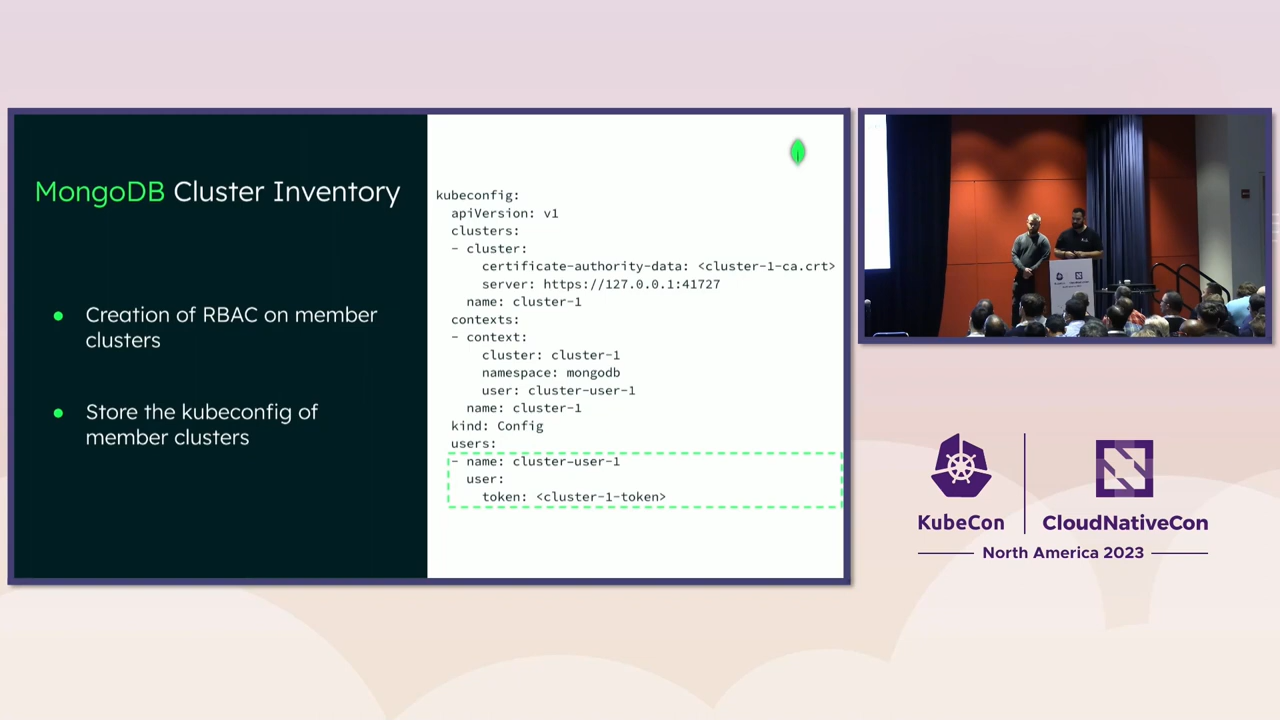 MongoDB Cluster Inventory
● Creation of RBAC on member
clusters
● Store the kubeconfig of
member clusters
kubeconfig:
apiVersion: v1
clusters:
- cluster:
certificate-authority-data: <cluster-1-ca.crt>
server: https://127.0.0.1:41727
name: cluster-1
contexts:
- context:
cluster: cluster-1
namespace: mongodb
user: cluster-user-1
name: cluster-1
kind: Config
users:
- name: cluster-user-1
user:
token: <cluster-1-token>
KubeCon
CloudNativeCon
North America 2023